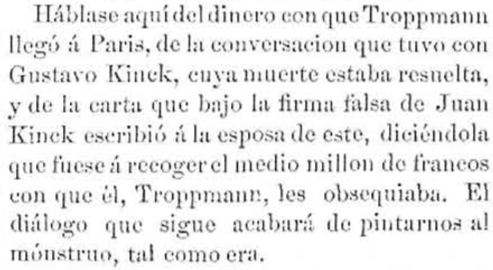 Háblase aquí del dinero con que Troppmann
llegó á Paris, de la conversacion que tuvo con
Gustavo Kinck, cuya muerte estaba resuelta,
y de la carta que bajo la firma falsa de Juan
Kinck escribió á la esposa de este, diciéndola
que fuese á recoger el medio millon de francos
con que él, Troppmann, les obsequiaba. El
diálogo que sigue acabará de pintarnos al
mónstruo, tal como era.